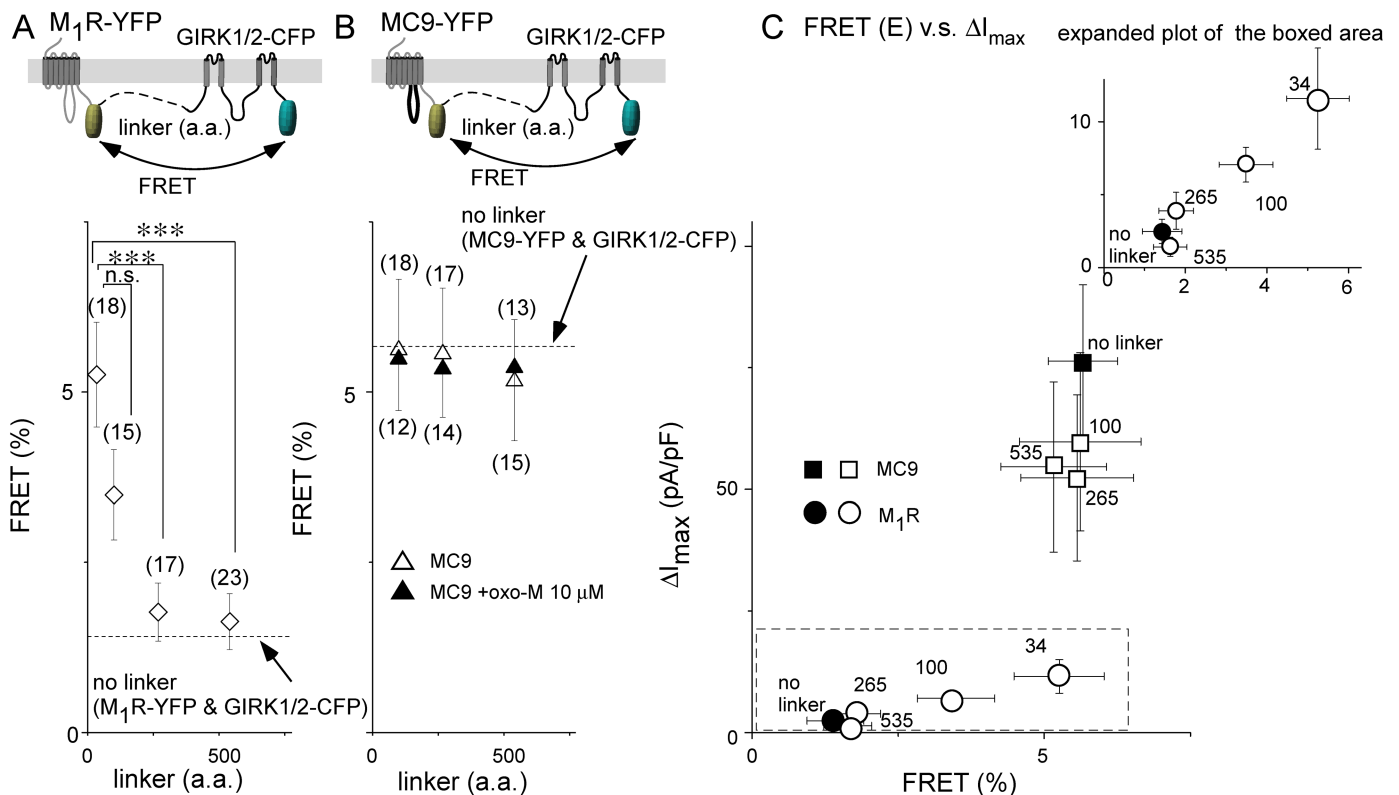 A
M1R-YFP
GIRK1/2-CFP
linker (a.a.)
FRET
***
***
n.s.
(18)
(15)
(17)
(23)
5
0
FRET (%)
no linker
(M1R-YFP & GIRK1/2-CFP)
0
500
linker (a.a.)
B
MC9-YFP
GIRK1/2-CFP
linker (a.a.)
FRET
no linker
(MC9-YFP & GIRK1/2-CFP)
(18)
(17)
(13)
(12)
(14)
(15)
5
FRET (%)
MC9
MC9 +oxo-M 10 μM
0
500
linker (a.a.)
C
FRET (E) v.s. ΔImax
expanded plot of the boxed area
10
0
34
100
265
no
linker
535
0
2
4
6
no linker
100
535
265
MC9
M1R
50
0
ΔImax (pA/pF)
34
100
265
no
linker
535
0
5
FRET (%)